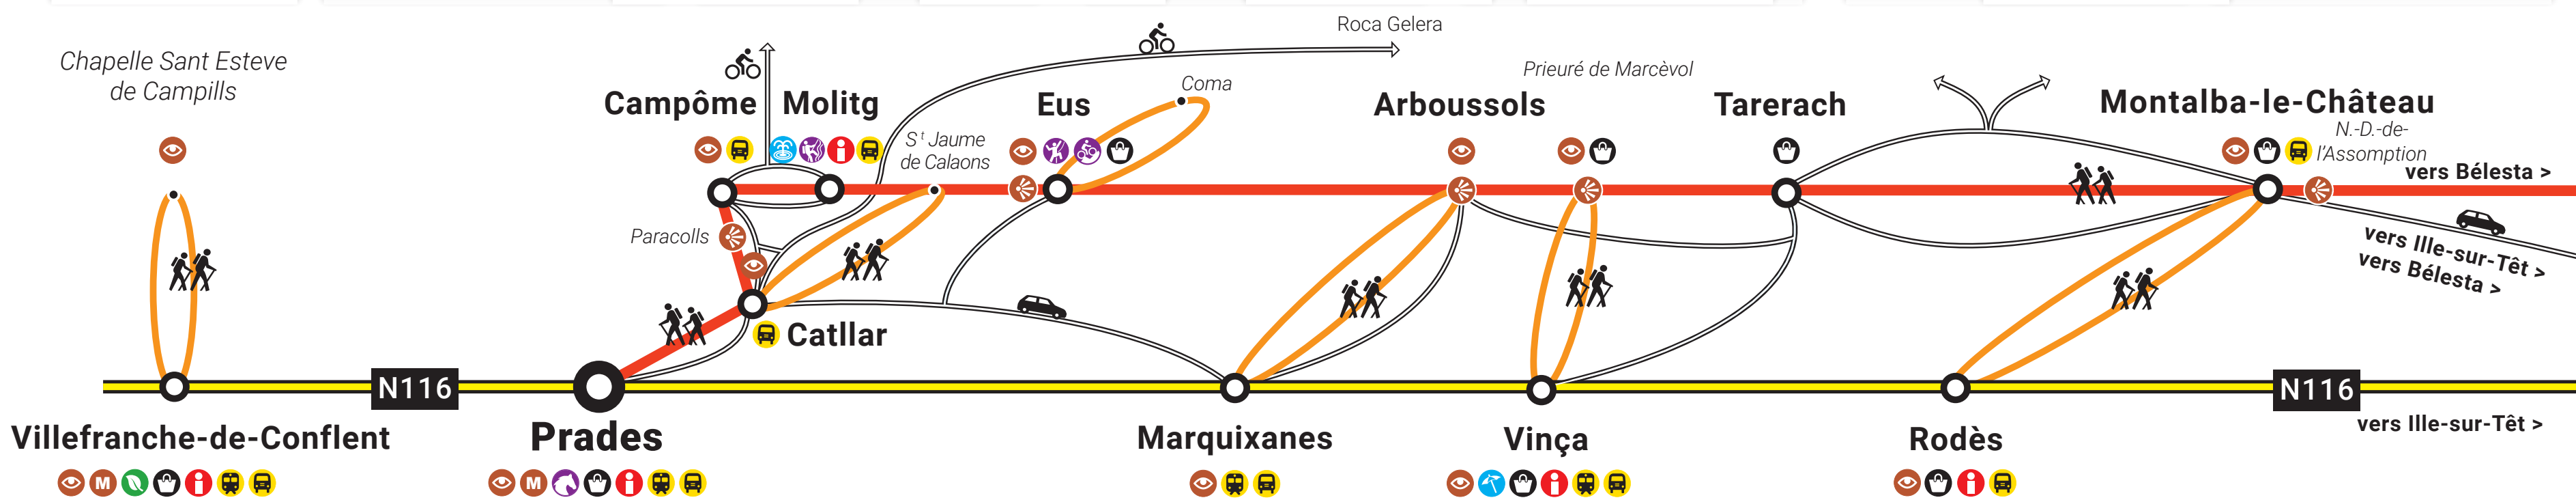 Roca Gelera
Chapelle Sant Esteve
de Campills
Prieuré de Marcèvol
Coma
Campôme
Molitg
Eus
Arboussols
Tarerach
Montalba-le-Château
St Jaume
de Calaons
N.-D.-de-
l'Assomption
vers Bélesta >
Paracolls
vers Ille-sur-Têt >
vers Bélesta >
Catllar
N116
N116
vers Ille-sur-Têt >
Villefranche-de-Conflent
Prades
Marquixanes
Vinça
Rodès
M
M